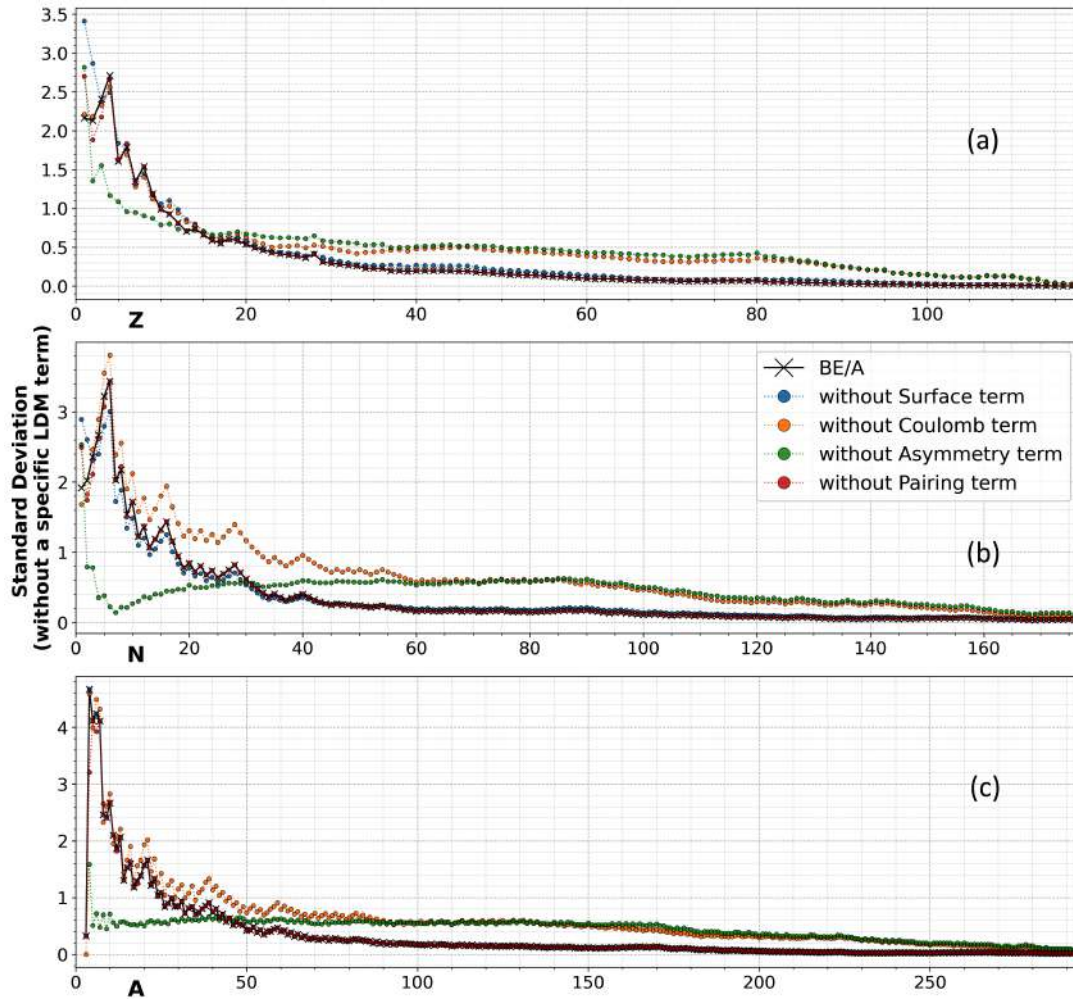 3.5
3.0
2.5
2.0
1.5
1.0
0.5
0.0
(a)
0 20 40 60 80 100
Z
Standard Deviation
(without a specific LDM term)
3
2
1
0
BE/A
without Surface term
without Coulomb term
without Asymmetry term
without Pairing term
(b)
0 20 40 60 80 100 120 140 160
N
4
3
2
1
0
(c)
0 50 100 150 200 250
A